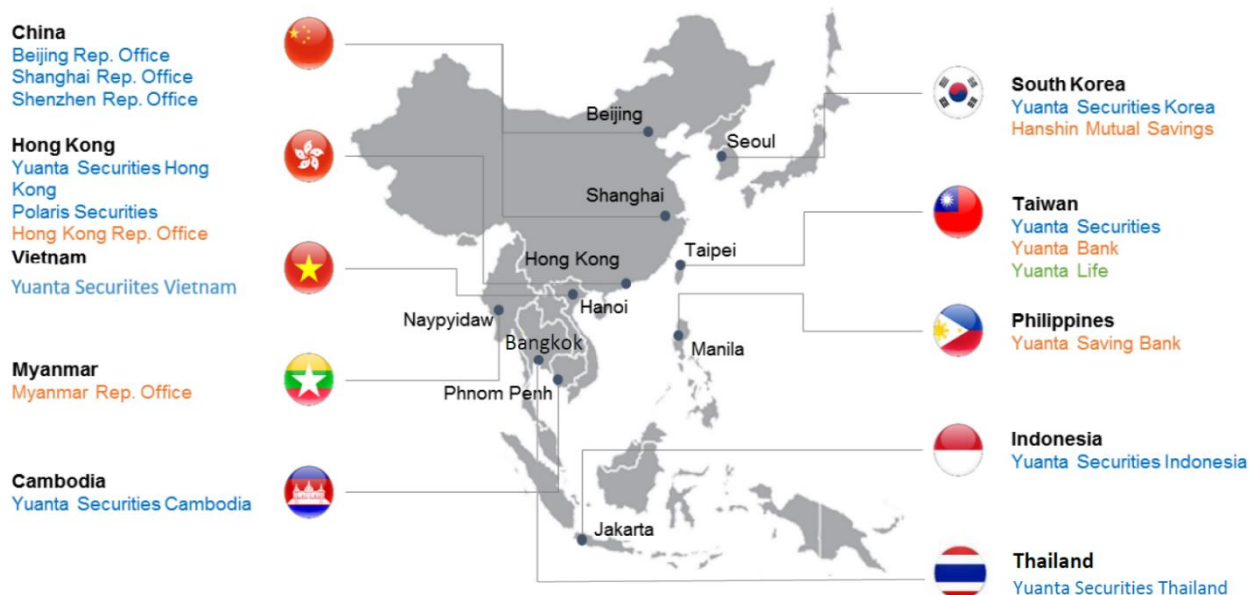 China
Beijing Rep. Office
Shanghai Rep. Office
Shenzhen Rep. Office
Hong Kong
Yuanta Securities Hong
Kong
Polaris Securities
Hong Kong Rep. Office
Vietnam
Yuanta Securiites Vietnam
Myanmar
Myanmar Rep. Office
Cambodia
Yuanta Securities Cambodia
Beijing
Seoul
Shanghai
Taipei
Hong Kong
Hanoi
Naypyidaw
Bangkok
Manila
Phnom Penh
Jakarta
South Korea
Yuanta Securities Korea
Hanshin Mutual Savings
Taiwan
Yuanta Securities
Yuanta Bank
Yuanta Life
Philippines
Yuanta Saving Bank
Indonesia
Yuanta Securities Indonesia
Thailand
Yuanta Securities Thailand